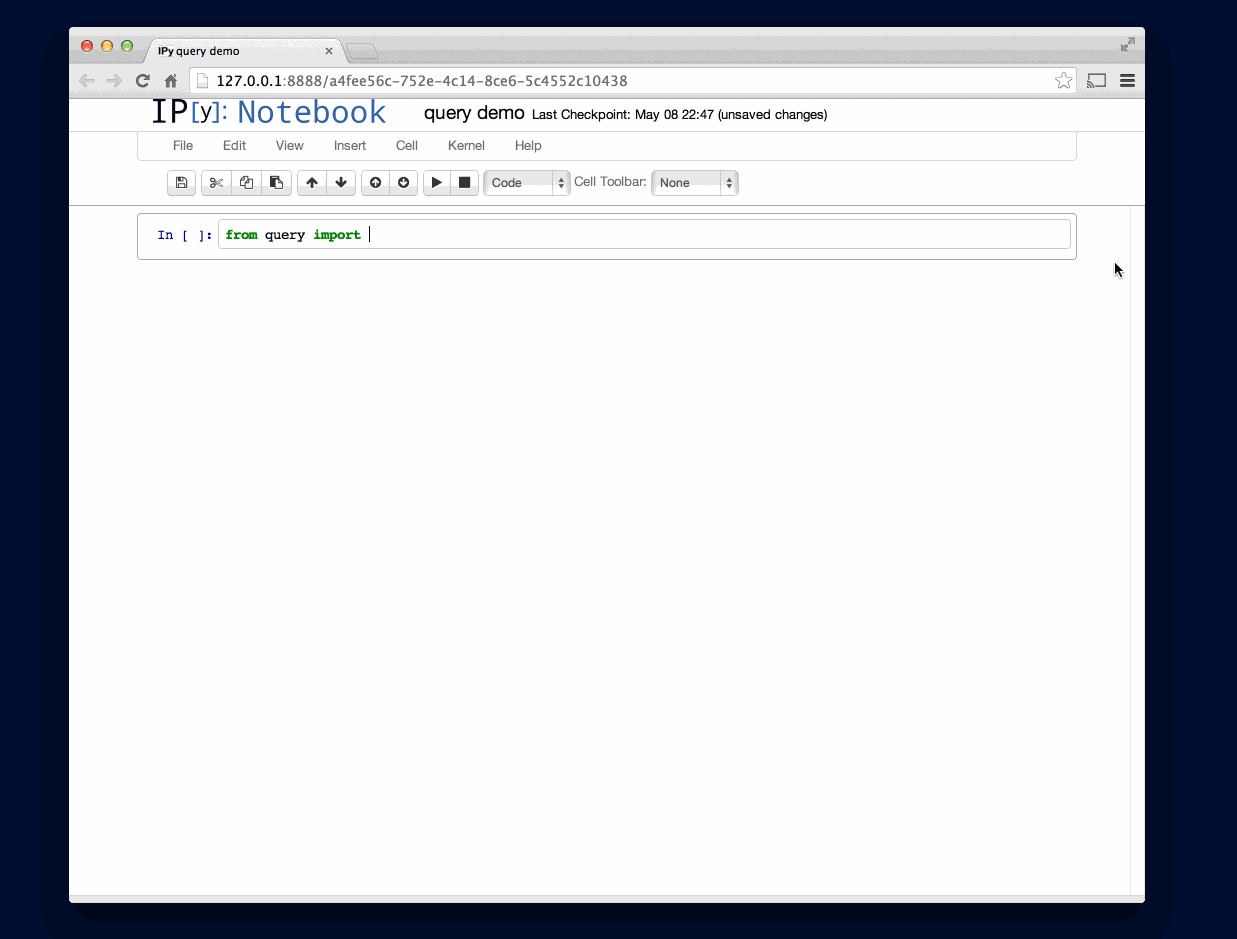 IPy query demo
127.0.0.1:8888/a4fee56c-752e-4c14-8ce6-5c4552c10438
IP[y]: Notebook query demo Last Checkpoint: May 08 22:47 (unsaved changes)
File Edit View Insert Cell Kernel Help
Code Cell Toolbar: None
In [ ]: from query import